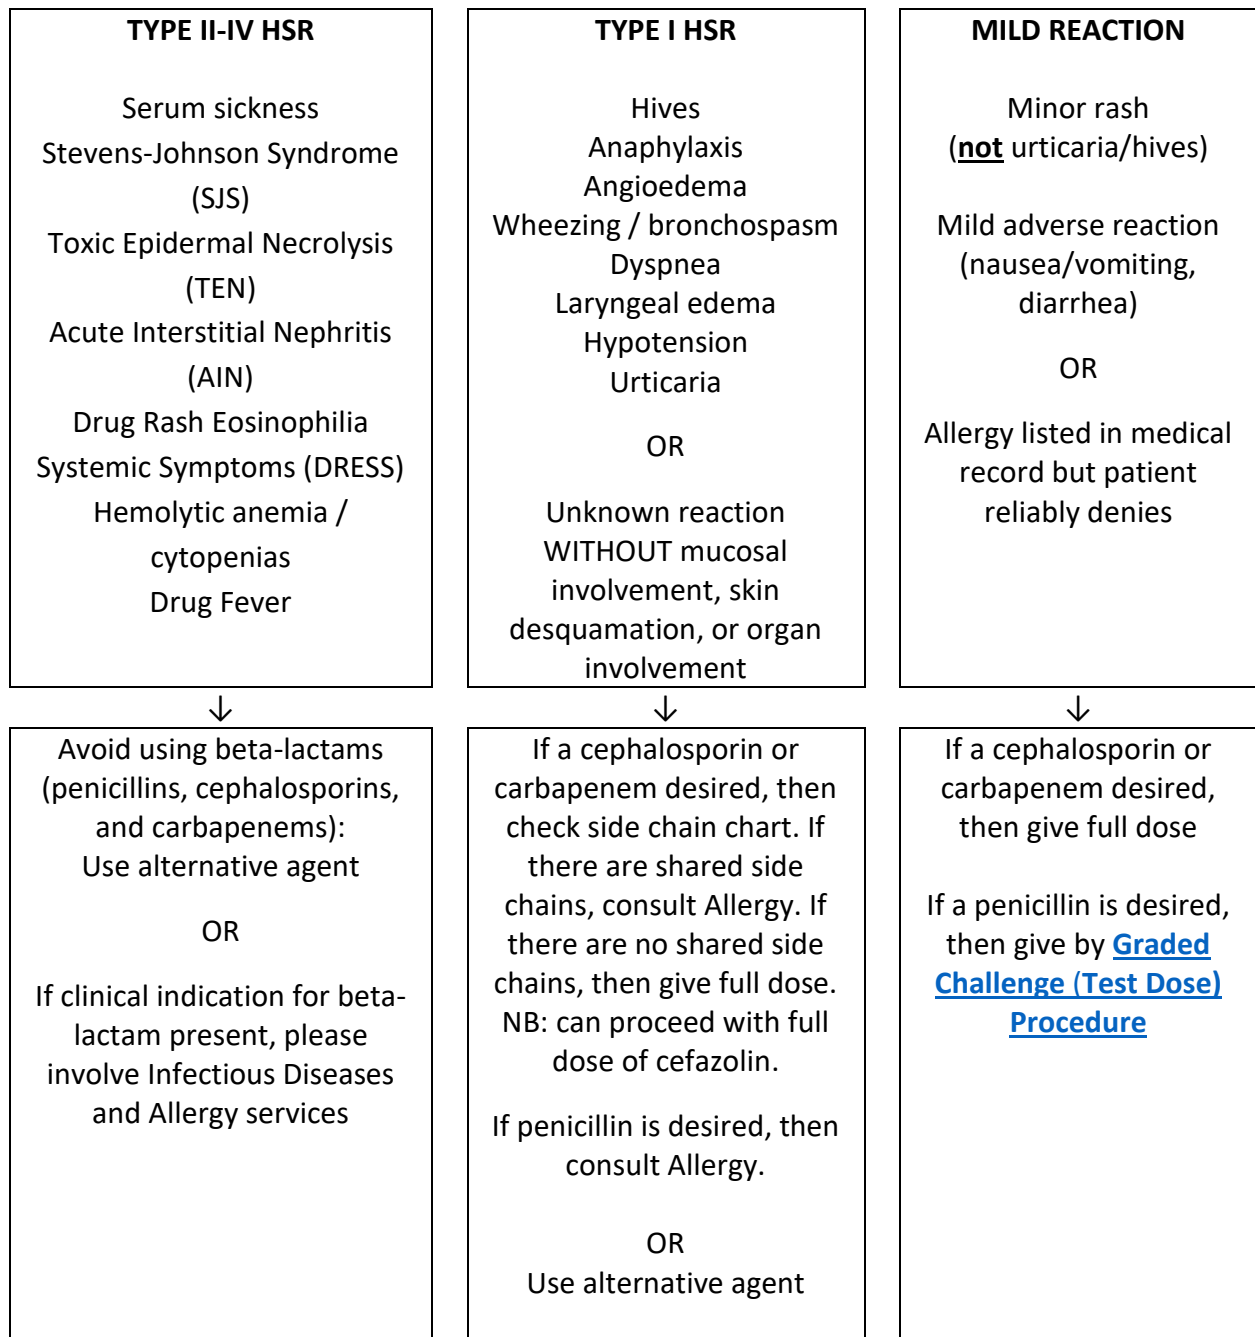 TYPE II-IV HSR
Serum sickness
Stevens-Johnson Syndrome
(SJS)
Toxic Epidermal Necrolysis
(TEN)
Acute Interstitial Nephritis
(AIN)
Drug Rash Eosinophilia
Systemic Symptoms (DRESS)
Hemolytic anemia /
cytopenias
Drug Fever
↓
Avoid using beta-lactams
(penicillins, cephalosporins,
and carbapenems):
Use alternative agent
OR
If clinical indication for beta-
lactam present, please
involve Infectious Diseases
and Allergy services
TYPE I HSR
Hives
Anaphylaxis
Angioedema
Wheezing / bronchospasm
Dyspnea
Laryngeal edema
Hypotension
Urticaria
OR
Unknown reaction
WITHOUT mucosal
involvement, skin
desquamation, or organ
involvement
↓
If a cephalosporin or
carbapenem desired, then
check side chain chart. If
there are shared side
chains, consult Allergy. If
there are no shared side
chains, then give full dose.
NB: can proceed with full
dose of cefazolin.
If penicillin is desired, then
consult Allergy.
OR
Use alternative agent
MILD REACTION
Minor rash
(not urticaria/hives)
Mild adverse reaction
(nausea/vomiting,
diarrhea)
OR
Allergy listed in medical
record but patient
reliably denies
↓
If a cephalosporin or
carbapenem desired,
then give full dose
If a penicillin is desired,
then give by Graded
Challenge (Test Dose)
Procedure